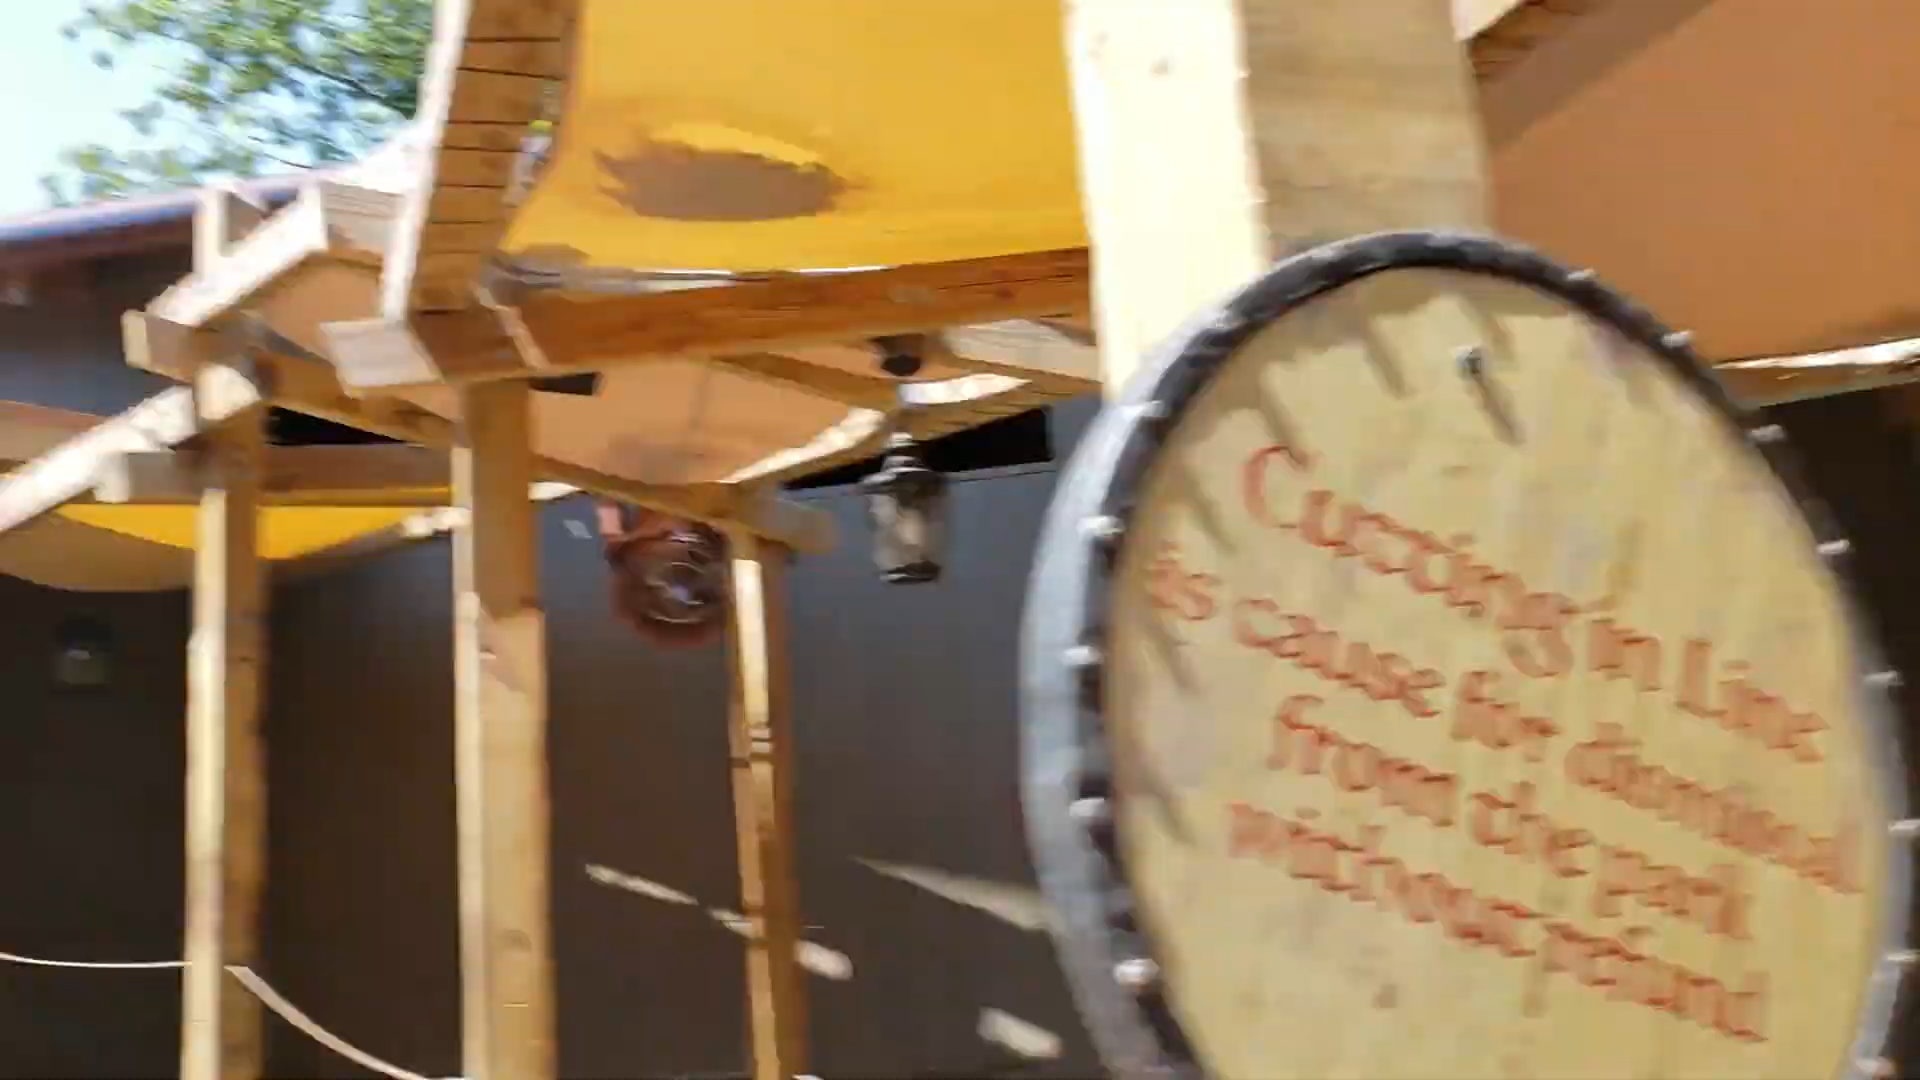 Cutting in Line
is cause for dismissal
from the park
without refund